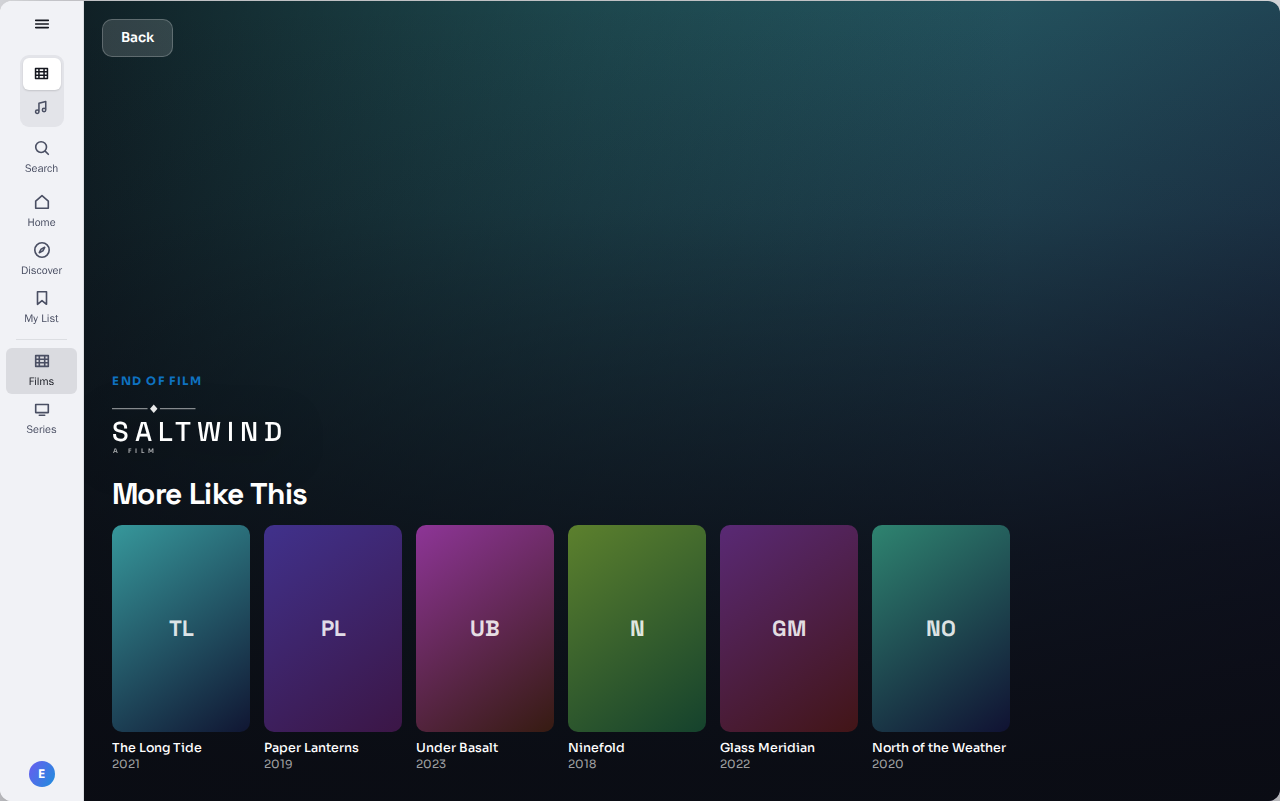 Back
Search
Home
Discover
My List
Films
Series
E
END OF FILM
SALTWIND
A FILM
More Like This
TL
PL
UB
N
GM
NO
The Long Tide
2021
Paper Lanterns
2019
Under Basalt
2023
Ninefold
2018
Glass Meridian
2022
North of the Weather
2020